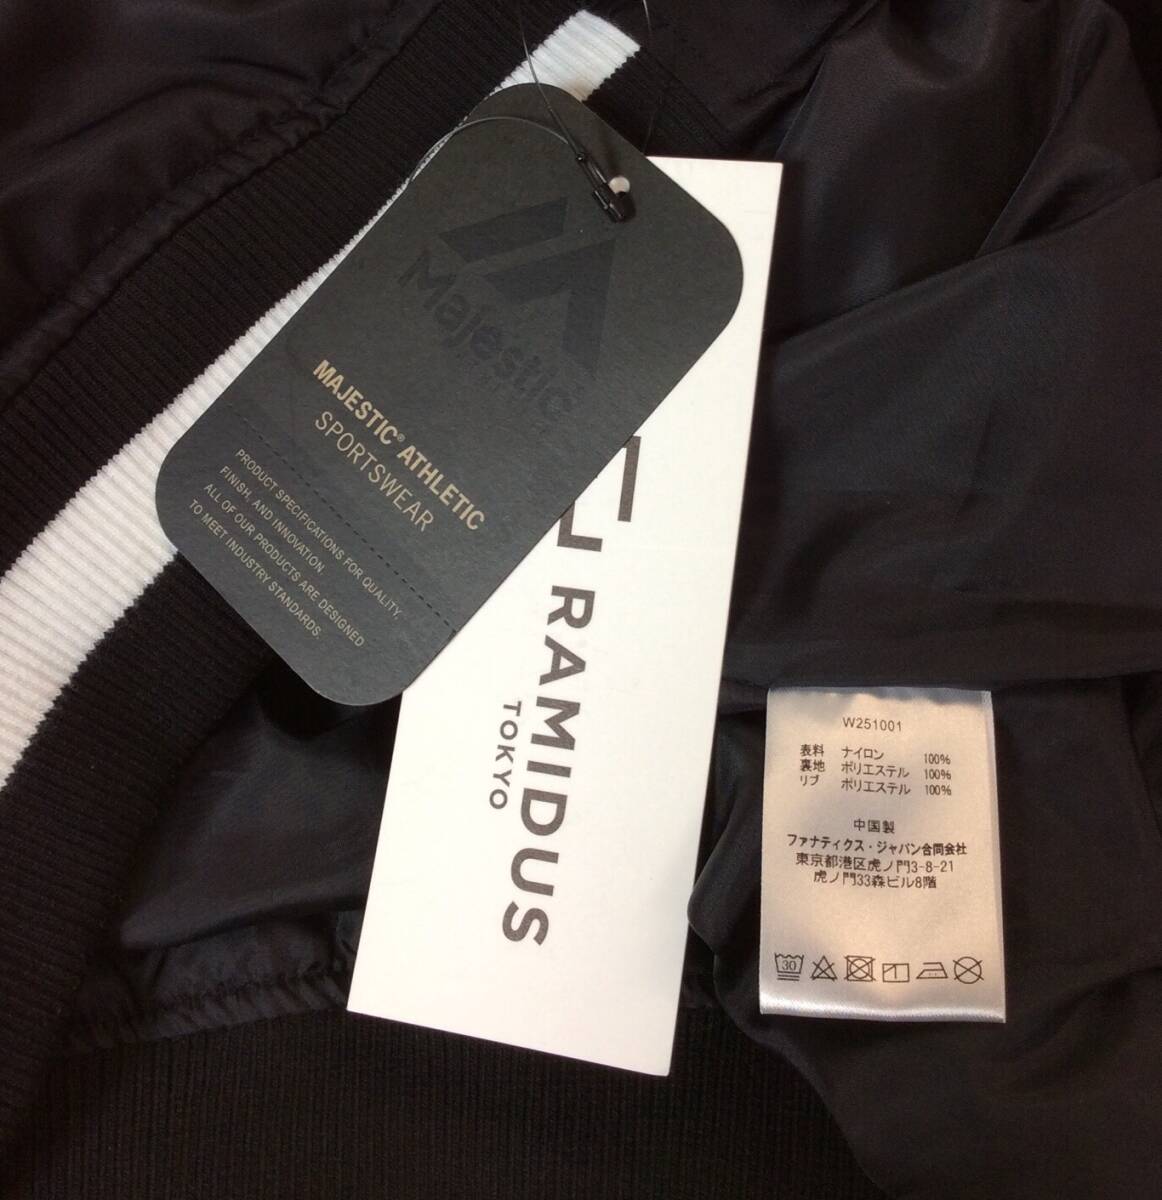 Majestic
MAJESTIC® ATHLETIC
SPORTSWEAR
PRODUCT SPECIFICATIONS FOR QUALITY,
FINISH, AND INNOVATION.
ALL OF OUR PRODUCTS ARE DESIGNED
TO MEET INDUSTRY STANDARDS.
RAMIDUS
TOKYO
W251001
表料 ナイロン 100%
裏地 ポリエステル 100%
リブ ポリエステル 100%
中国製
ファナティクス・ジャパン合同会社
東京都港区虎ノ門3-8-21
虎ノ門33森ビル8階
30